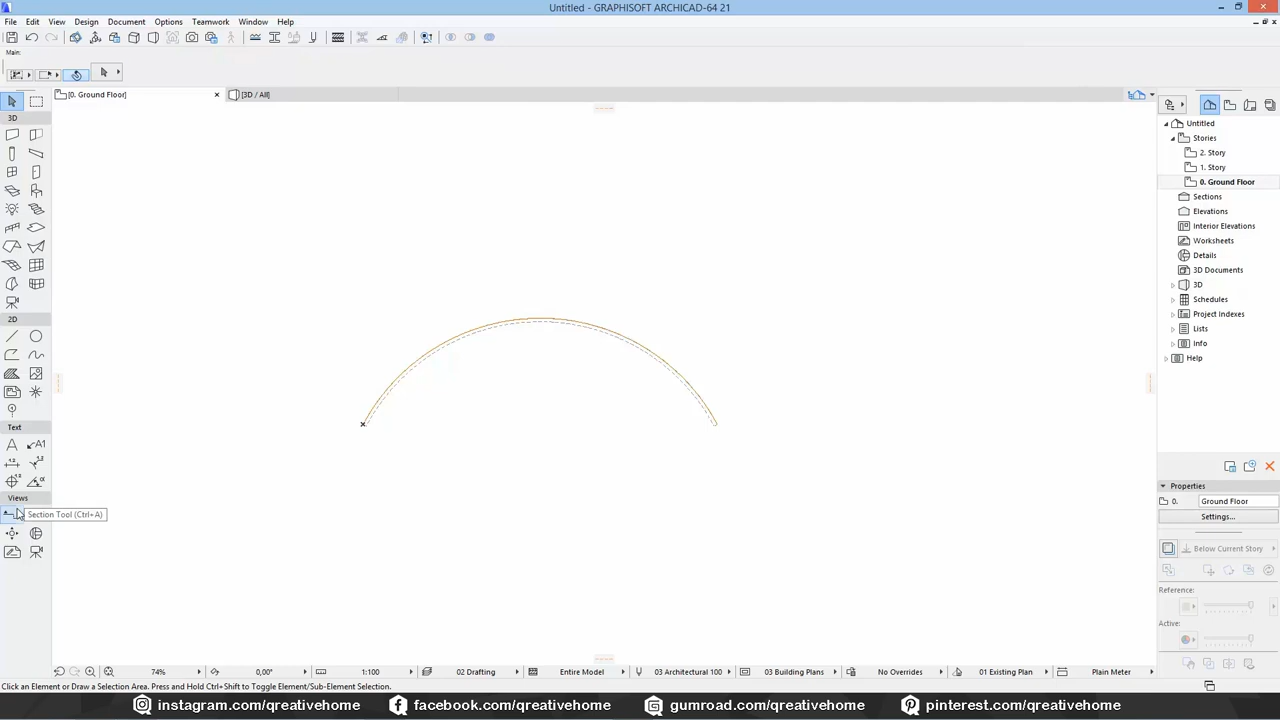 Untitled - GRAPHISOFT ARCHICAD-64 21
File Edit View Design Document Options Teamwork Window Help
Main:
[0. Ground Floor]
[3D / All]
3D
2D
Text
A
A1
Views
Section Tool (Ctrl+A)
Untitled
Stories
2. Story
1. Story
0. Ground Floor
Sections
Elevations
Interior Elevations
Worksheets
Details
3D Documents
3D
Schedules
Project Indexes
Lists
Info
Help
Properties
0. Ground Floor
Settings...
Below Current Story
Reference:
Active:
74% 0,00° 1:100 02 Drafting Entire Model 03 Architectural 100 03 Building Plans No Overrides 01 Existing Plan Plain Meter
Click an Element or Draw a Selection Area. Press and Hold Ctrl+Shift to Toggle Element/Sub-Element Selection.
instagram.com/qreativehome facebook.com/qreativehome gumroad.com/qreativehome pinterest.com/qreativehome